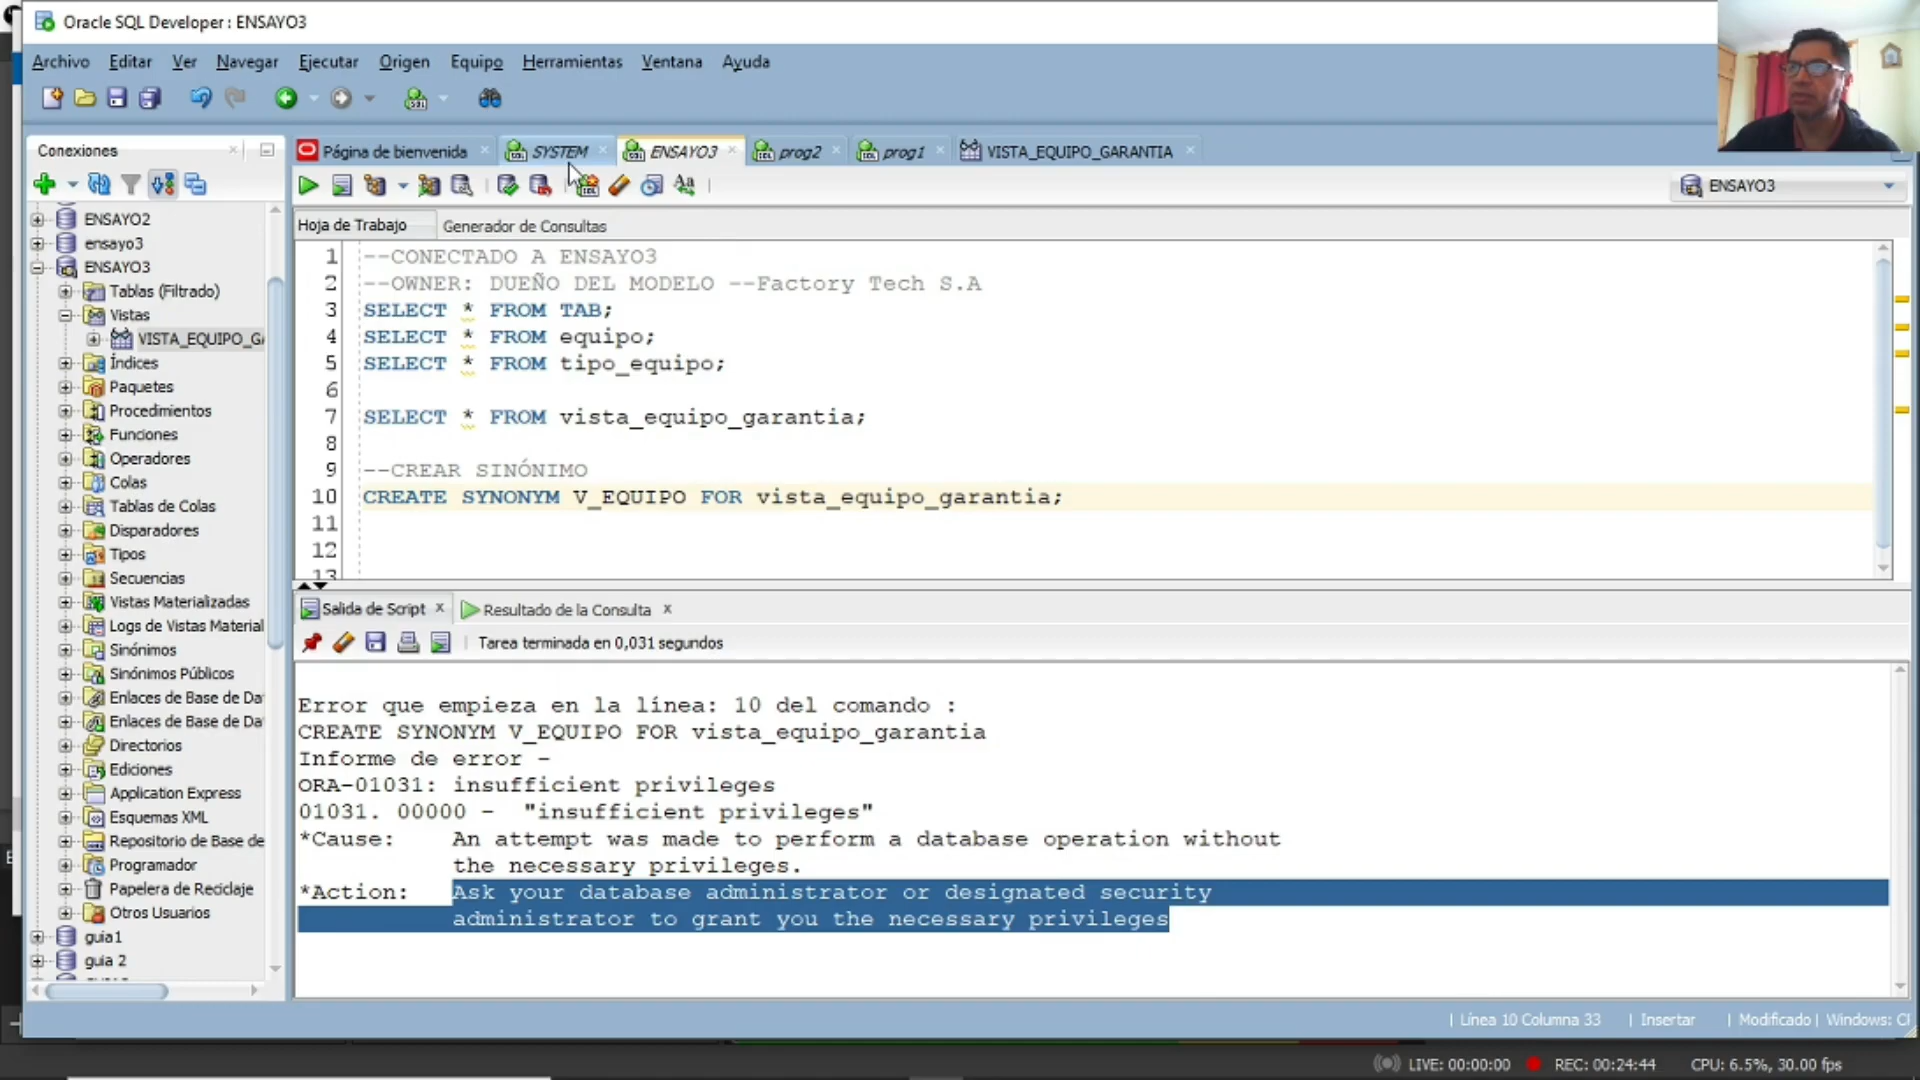 Oracle SQL Developer : ENSAYO3
Archivo Editar Ver Navegar Ejecutar Origen Equipo Herramientas Ventana Ayuda
Conexiones
Página de bienvenida SYSTEM ENSAYO3 prog2 prog1 VISTA_EQUIPO_GARANTIA
ENSAYO3
Hoja de Trabajo Generador de Consultas
ENSAYO2
ensayo3
ENSAYO3
Tablas (Filtrado)
Vistas
VISTA_EQUIPO_GA
Índices
Paquetes
Procedimientos
Funciones
Operadores
Colas
Tablas de Colas
Disparadores
Tipos
Secuencias
Vistas Materializadas
Logs de Vistas Material
Sinónimos
Sinónimos Públicos
Enlaces de Base de Da
Enlaces de Base de Da
Directorios
Ediciones
Application Express
Esquemas XML
Repositorio de Base de
Programador
Papelera de Reciclaje
Otros Usuarios
guia1
guia 2
1 --CONECTADO A ENSAYO3
2 --OWNER: DUEÑO DEL MODELO --Factory Tech S.A
3 SELECT * FROM TAB;
4 SELECT * FROM equipo;
5 SELECT * FROM tipo_equipo;
6
7 SELECT * FROM vista_equipo_garantia;
8
9 --CREAR SINÓNIMO
10 CREATE SYNONYM V_EQUIPO FOR vista_equipo_garantia;
11
12
13
Salida de Script Resultado de la Consulta
Tarea terminada en 0,031 segundos
Error que empieza en la línea: 10 del comando :
CREATE SYNONYM V_EQUIPO FOR vista_equipo_garantia
Informe de error -
ORA-01031: insufficient privileges
01031. 00000 - "insufficient privileges"
*Cause: An attempt was made to perform a database operation without
the necessary privileges.
*Action: Ask your database administrator or designated security
administrator to grant you the necessary privileges
| Línea 10 Columna 33 | Insertar | Modificado | Windows: Cl
LIVE: 00:00:00 REC: 00:24:44 CPU: 6.5%, 30.00 fps